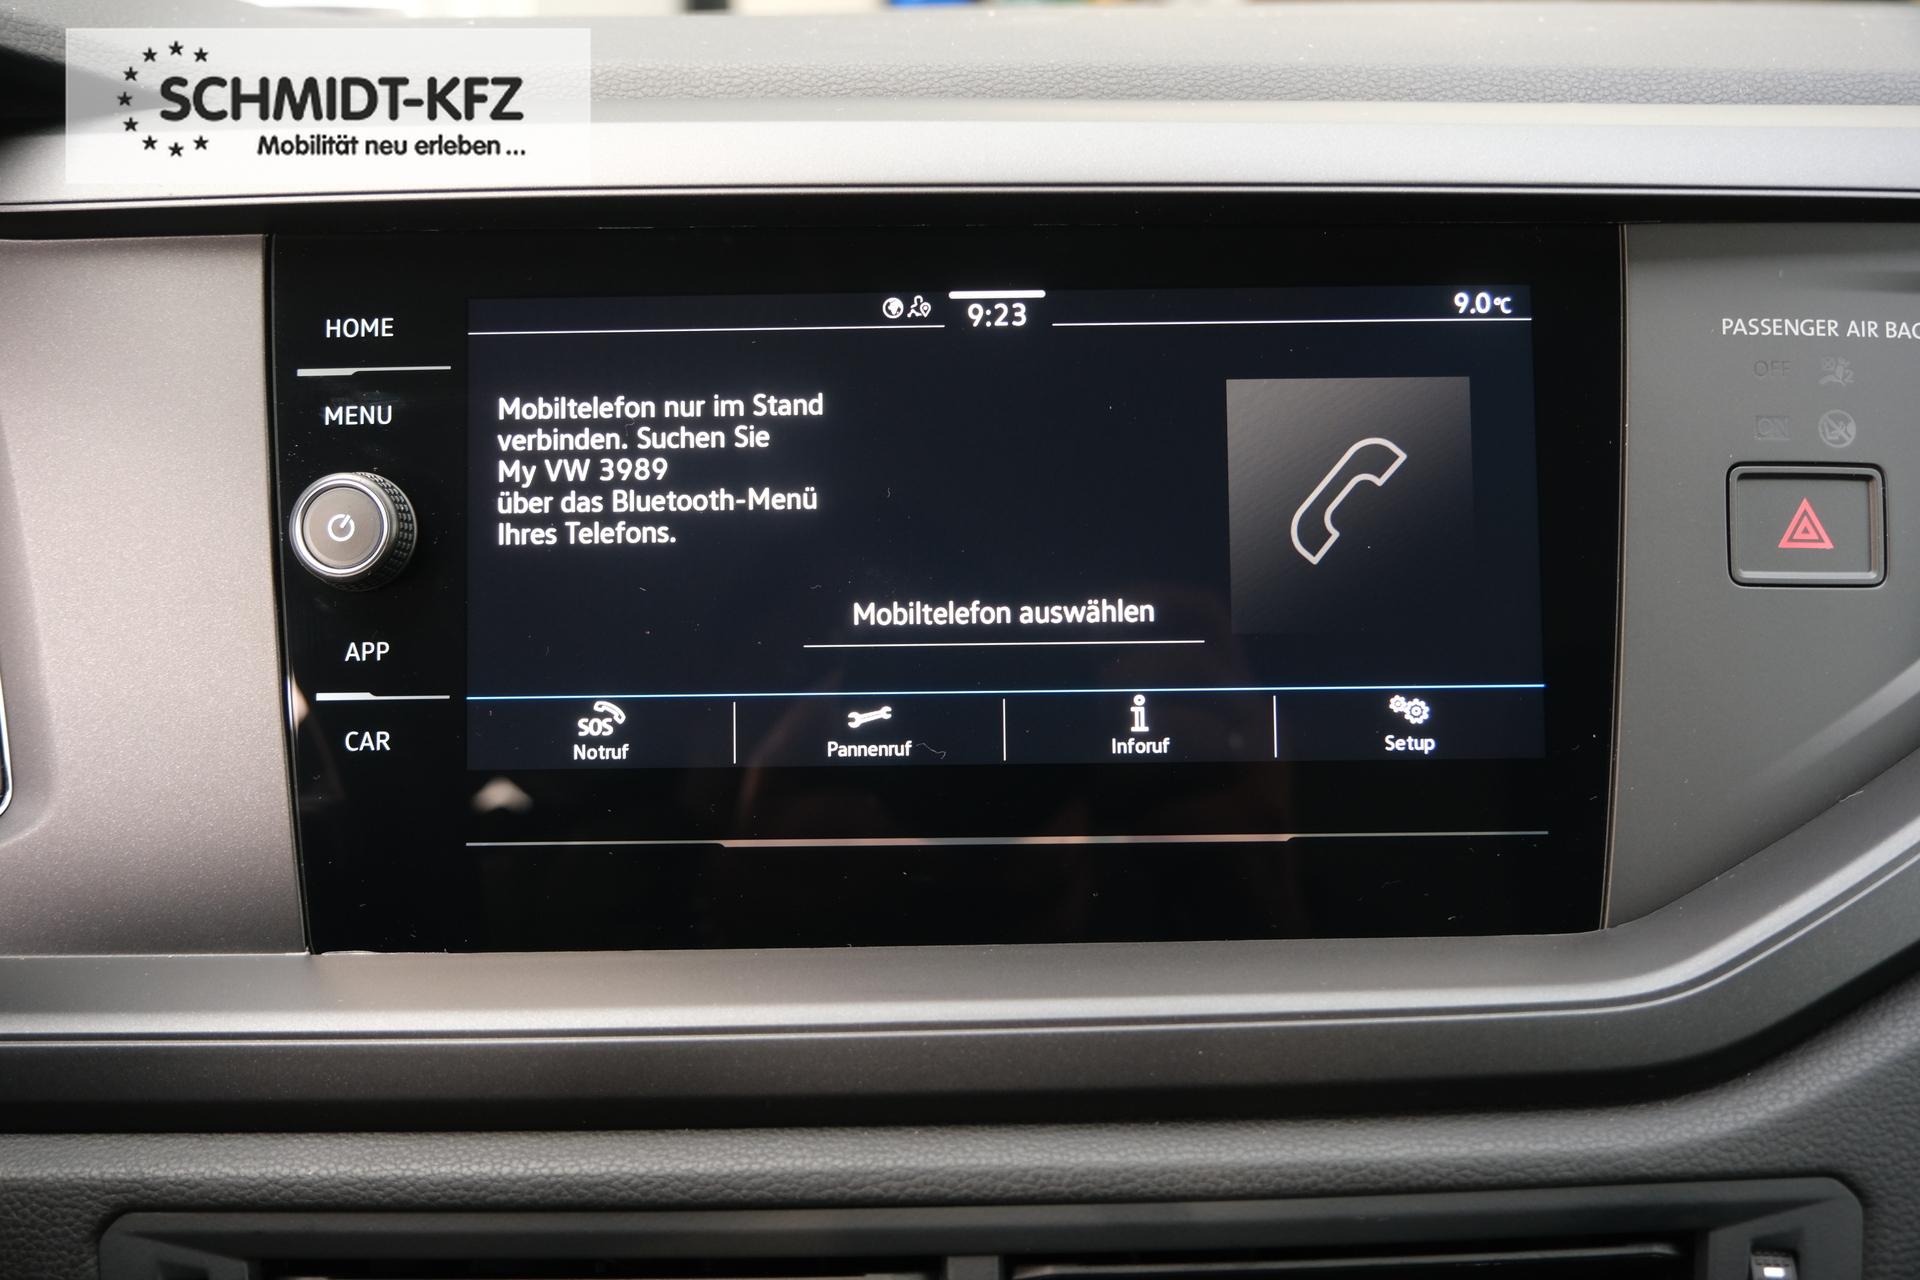 SCHMIDT-KFZ
Mobilität neu erleben...
HOME
MENU
APP
CAR
9:23
9.0°C
Mobiltelefon nur im Stand
verbinden. Suchen Sie
My VW 3989
über das Bluetooth-Menü
Ihres Telefons.
Mobiltelefon auswählen
SOS
Notruf
Pannenruf
Inforuf
Setup
PASSENGER AIR BAG
OFF
ON